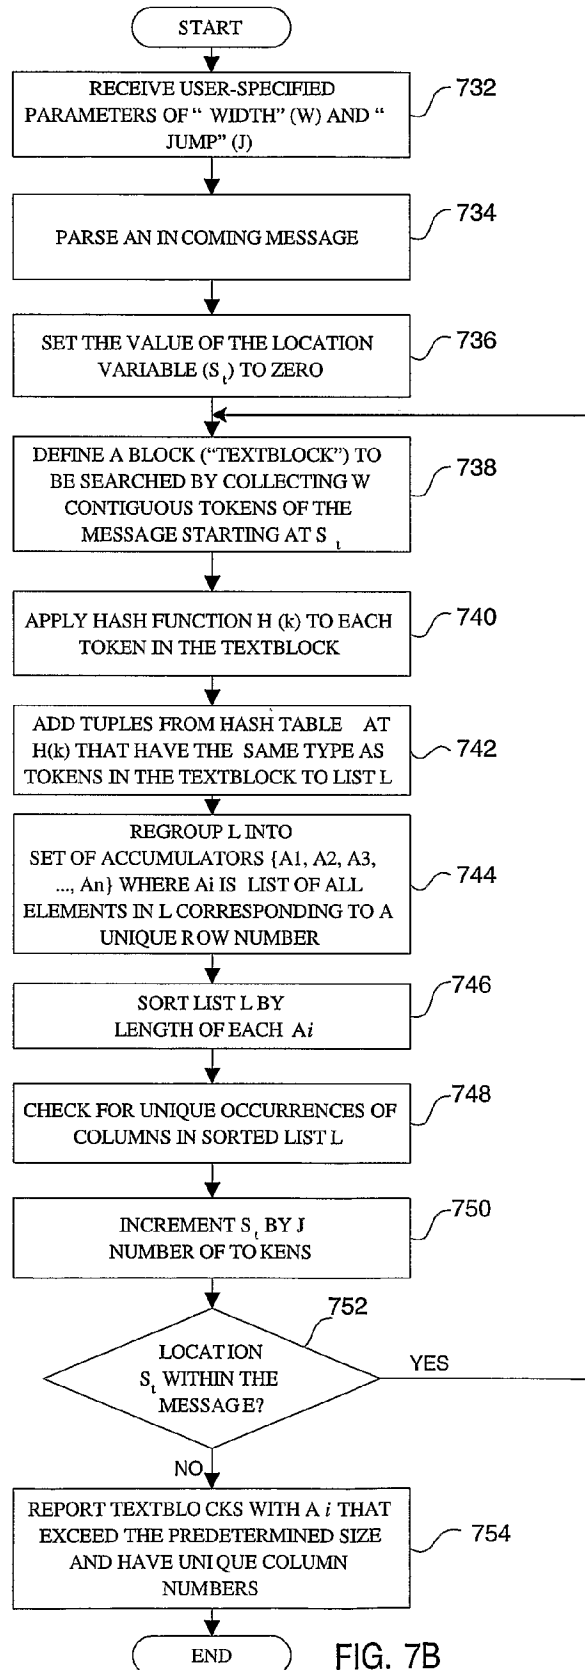 START
RECEIVE USER-SPECIFIED
PARAMETERS OF “ WIDTH” (W) AND “
JUMP” (J)
732
PARSE AN IN COMING MESSAGE
734
SET THE VALUE OF THE LOCATION
VARIABLE (S t) TO ZERO
736
DEFINE A BLOCK (“TEXTBLOCK”) TO
BE SEARCHED BY COLLECTING W
CONTIGUOUS TOKENS OF THE
MESSAGE STARTING AT S t
738
APPLY HASH FUNCTION H (k) TO EACH
TOKEN IN THE TEXTBLOCK
740
ADD TUPLES FROM HASH TABLE AT
H(k) THAT HAVE THE SAME TYPE AS
TOKENS IN THE TEXTBLOCK TO LIST L
742
REGROUP L INTO
SET OF ACCUMULATORS {A1, A2, A3,
..., An} WHERE Ai IS LIST OF ALL
ELEMENTS IN L CORRESPONDING TO A
UNIQUE ROW NUMBER
744
SORT LIST L BY
LENGTH OF EACH Ai
746
CHECK FOR UNIQUE OCCURRENCES OF
COLUMNS IN SORTED LIST L
748
INCREMENT S t BY J
NUMBER OF TO KENS
750
752
LOCATION
S t WITHIN THE
MESSAGE?
YES
NO
REPORT TEXTBLOCKS WITH A i THAT
EXCEED THE PREDETERMINED SIZE
AND HAVE UNIQUE COLUMN
NUMBERS
754
END
FIG. 7B